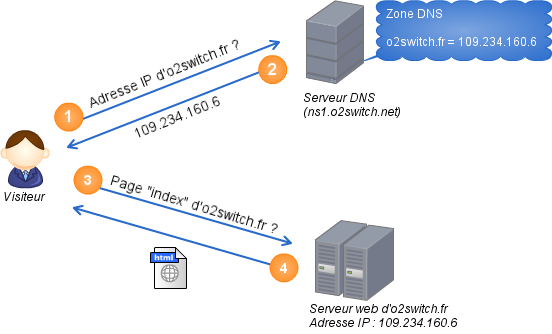 Zone DNS
o2switch.fr = 109.234.160.6
Adresse IP d'o2switch.fr ?
2
1
109.234.160.6
Serveur DNS
(ns1.o2switch.net)
Visiteur
3
Page "index" d'o2switch.fr ?
html
4
Serveur web d'o2switch.fr
Adresse IP : 109.234.160.6